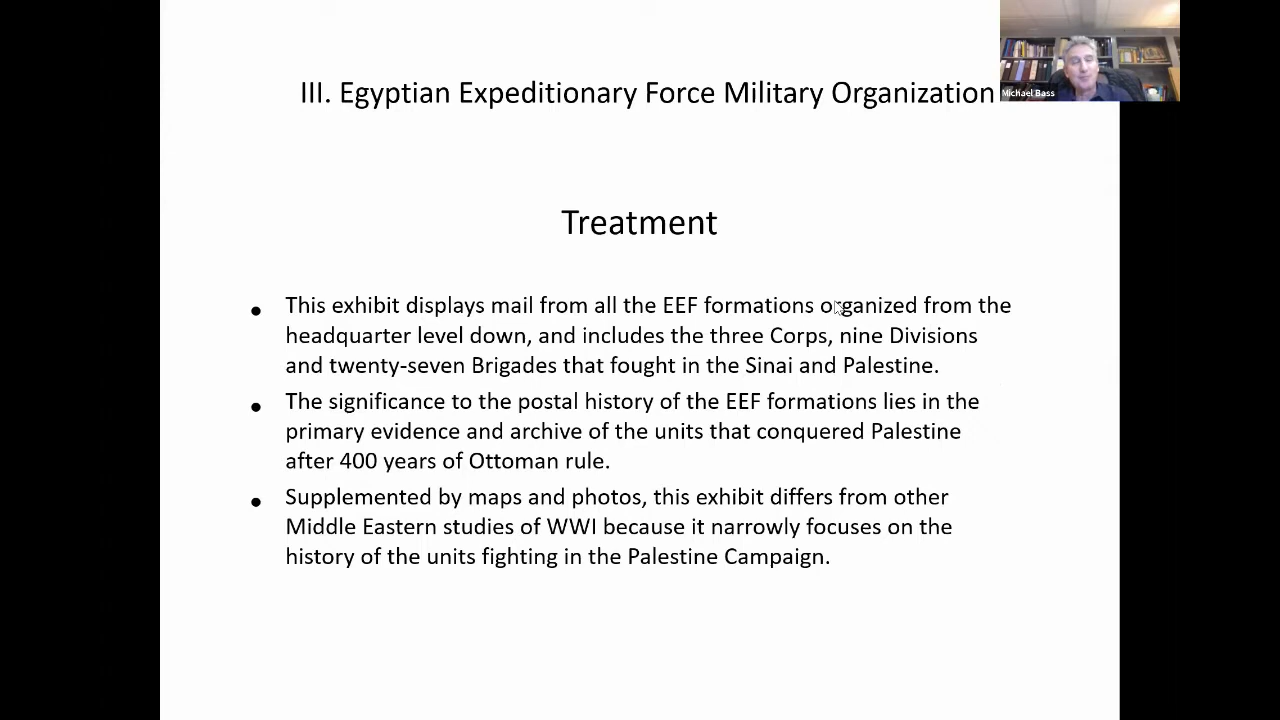 III. Egyptian Expeditionary Force Military Organization
Michael Bass
Treatment
• This exhibit displays mail from all the EEF formations organized from the
headquarter level down, and includes the three Corps, nine Divisions
and twenty-seven Brigades that fought in the Sinai and Palestine.
• The significance to the postal history of the EEF formations lies in the
primary evidence and archive of the units that conquered Palestine
after 400 years of Ottoman rule.
• Supplemented by maps and photos, this exhibit differs from other
Middle Eastern studies of WWI because it narrowly focuses on the
history of the units fighting in the Palestine Campaign.